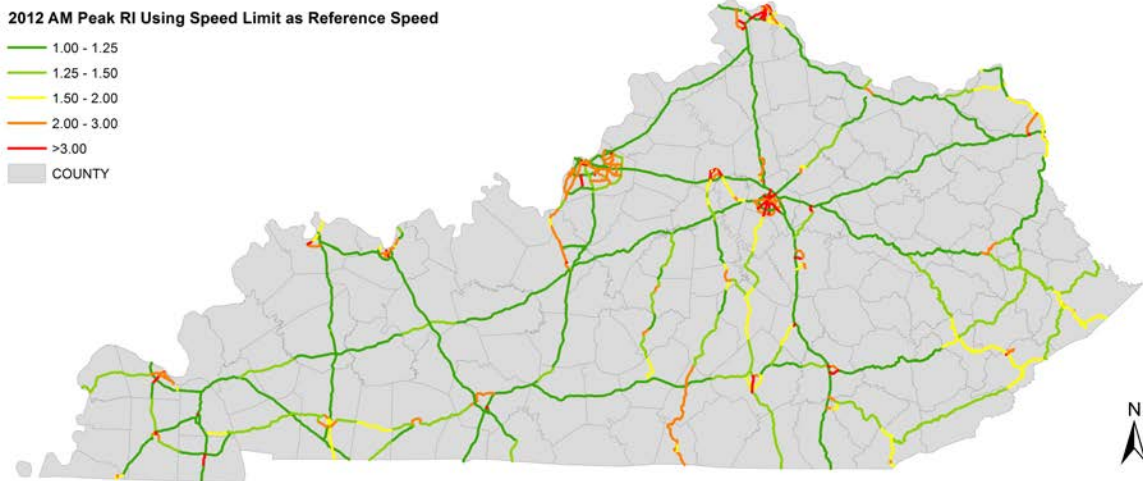 2012 AM Peak RI Using Speed Limit as Reference Speed
1.00 - 1.25
1.25 - 1.50
1.50 - 2.00
2.00 - 3.00
>3.00
COUNTY
N